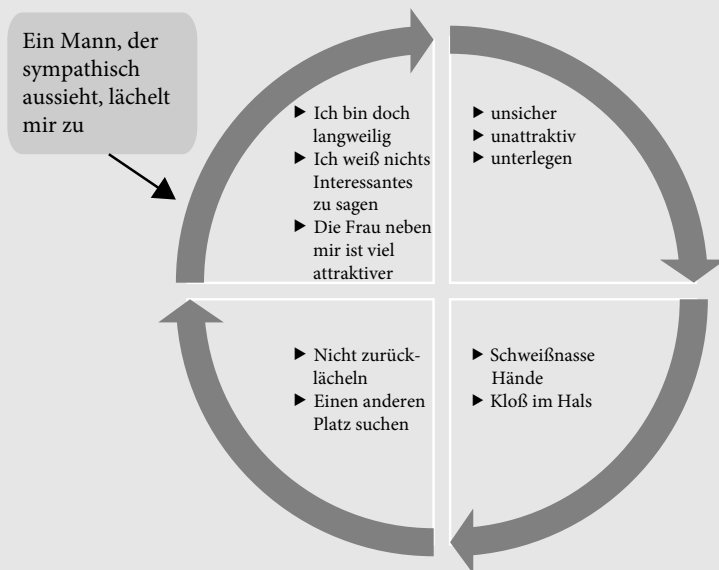 Ein Mann, der
sympathisch
aussieht, lächelt
mir zu
▶ Ich bin doch
langweilig
▶ Ich weiß nichts
Interessantes
zu sagen
▶ Die Frau neben
mir ist viel
attraktiver
▶ unsicher
▶ unattraktiv
▶ unterlegen
▶ Nicht zurück-
lächeln
▶ Einen anderen
Platz suchen
▶ Schweißnasse
Hände
▶ Kloß im Hals